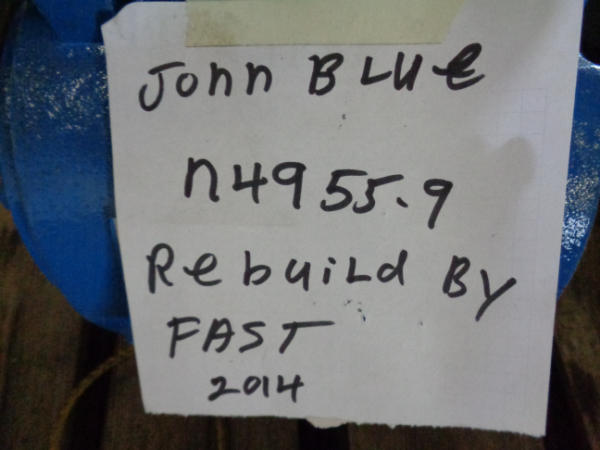 John BLUE
n4955.9
Rebuild By
FAST
2014